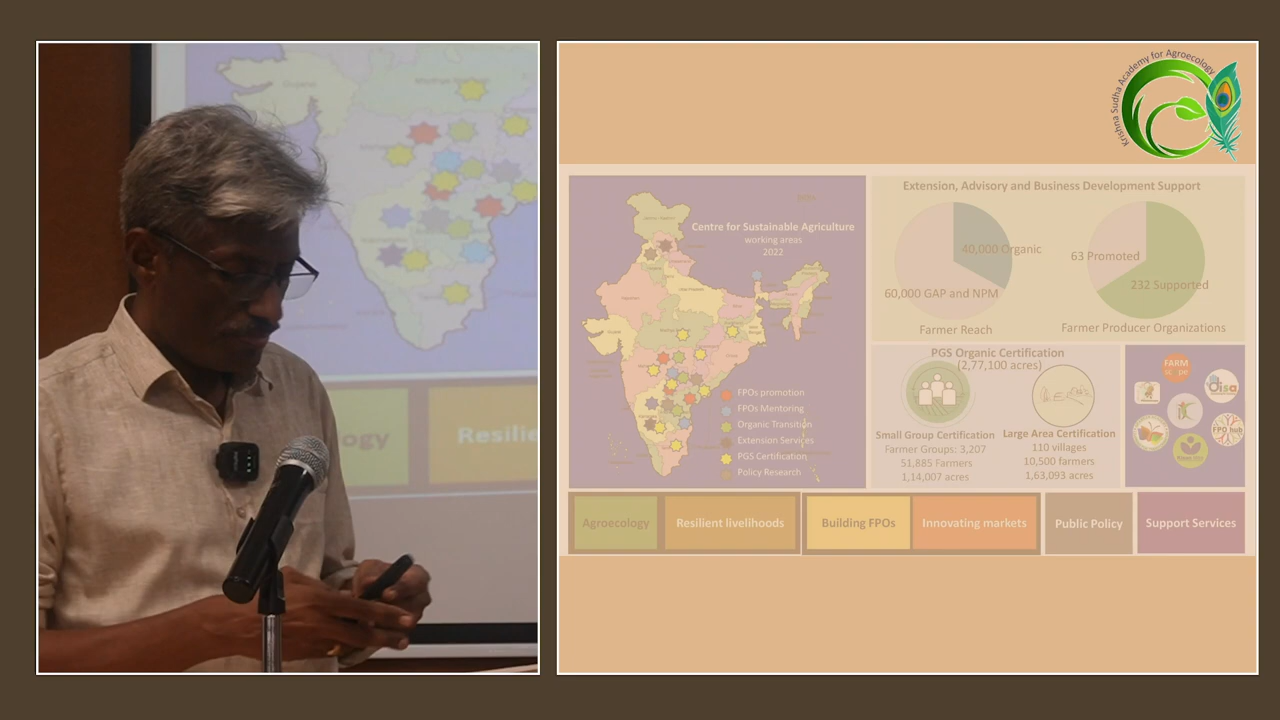 Krishna Sudha Academy for Agroecology
Centre for Sustainable Agriculture
working areas
2022
FPOs promotion
FPOs Mentoring
Organic Transition
Extension Services
PGS Certification
Policy Research
Extension, Advisory and Business Development Support
40,000 Organic
60,000 GAP and NPM
Farmer Reach
63 Promoted
232 Supported
Farmer Producer Organizations
PGS Organic Certification
(2,77,100 acres)
Small Group Certification
Farmer Groups: 3,207
51,885 Farmers
1,14,007 acres
Large Area Certification
110 villages
10,500 farmers
1,63,093 acres
FARM
FPO hub
Agroecology
Resilient livelihoods
Building FPOs
Innovating markets
Public Policy
Support Services